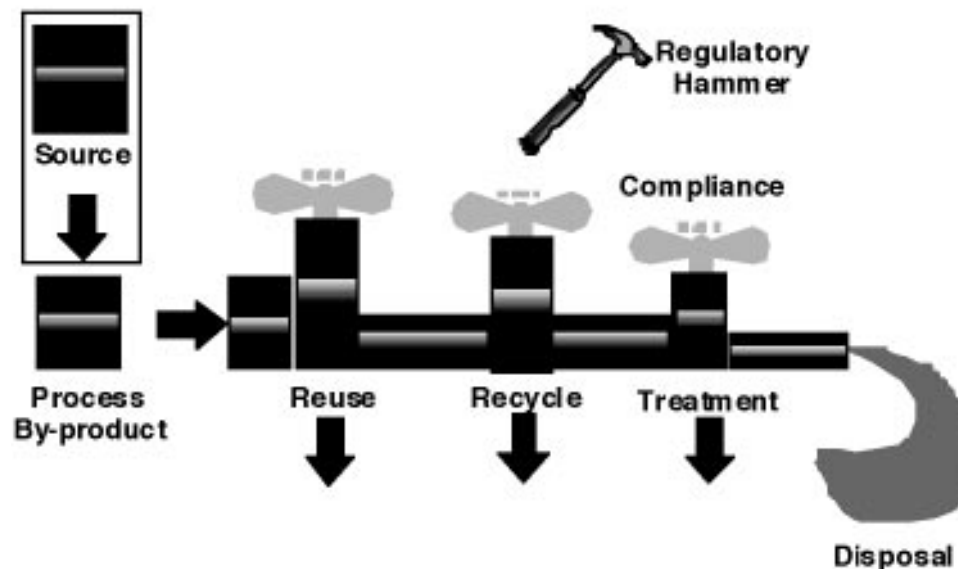 Regulatory
Hammer
Source
Compliance
Process
By-product
Reuse
Recycle
Treatment
Disposal